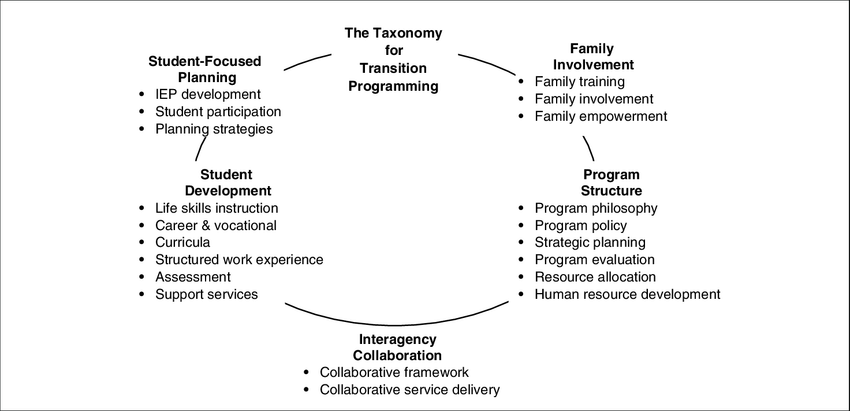 The Taxonomy
for
Transition
Programming
Student-Focused
Planning
• IEP development
• Student participation
• Planning strategies
Family
Involvement
• Family training
• Family involvement
• Family empowerment
Student
Development
• Life skills instruction
• Career & vocational
• Curricula
• Structured work experience
• Assessment
• Support services
Program
Structure
• Program philosophy
• Program policy
• Strategic planning
• Program evaluation
• Resource allocation
• Human resource development
Interagency
Collaboration
• Collaborative framework
• Collaborative service delivery